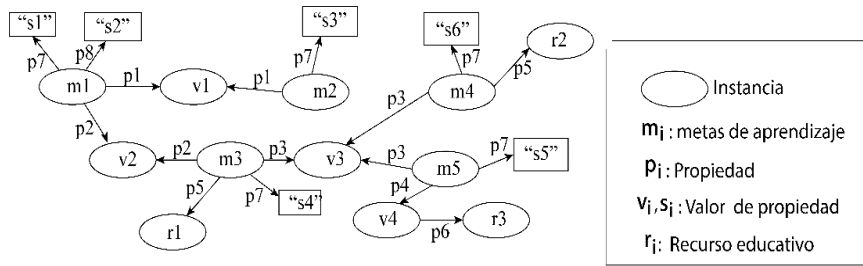 “s1” “s2” “s3” “s6” r2
p7 p8 p7 p7 p5
m1 p1 v1 p1 m2 m4
p3
p2
v2 p2 m3 p3 v3 p3 m5 p7 “s5”
p5 p7 “s4” p4
r1 v4 p6 r3
Instancia
mi : metas de aprendizaje
pi : Propiedad
vi,si : Valor de propiedad
ri: Recurso educativo